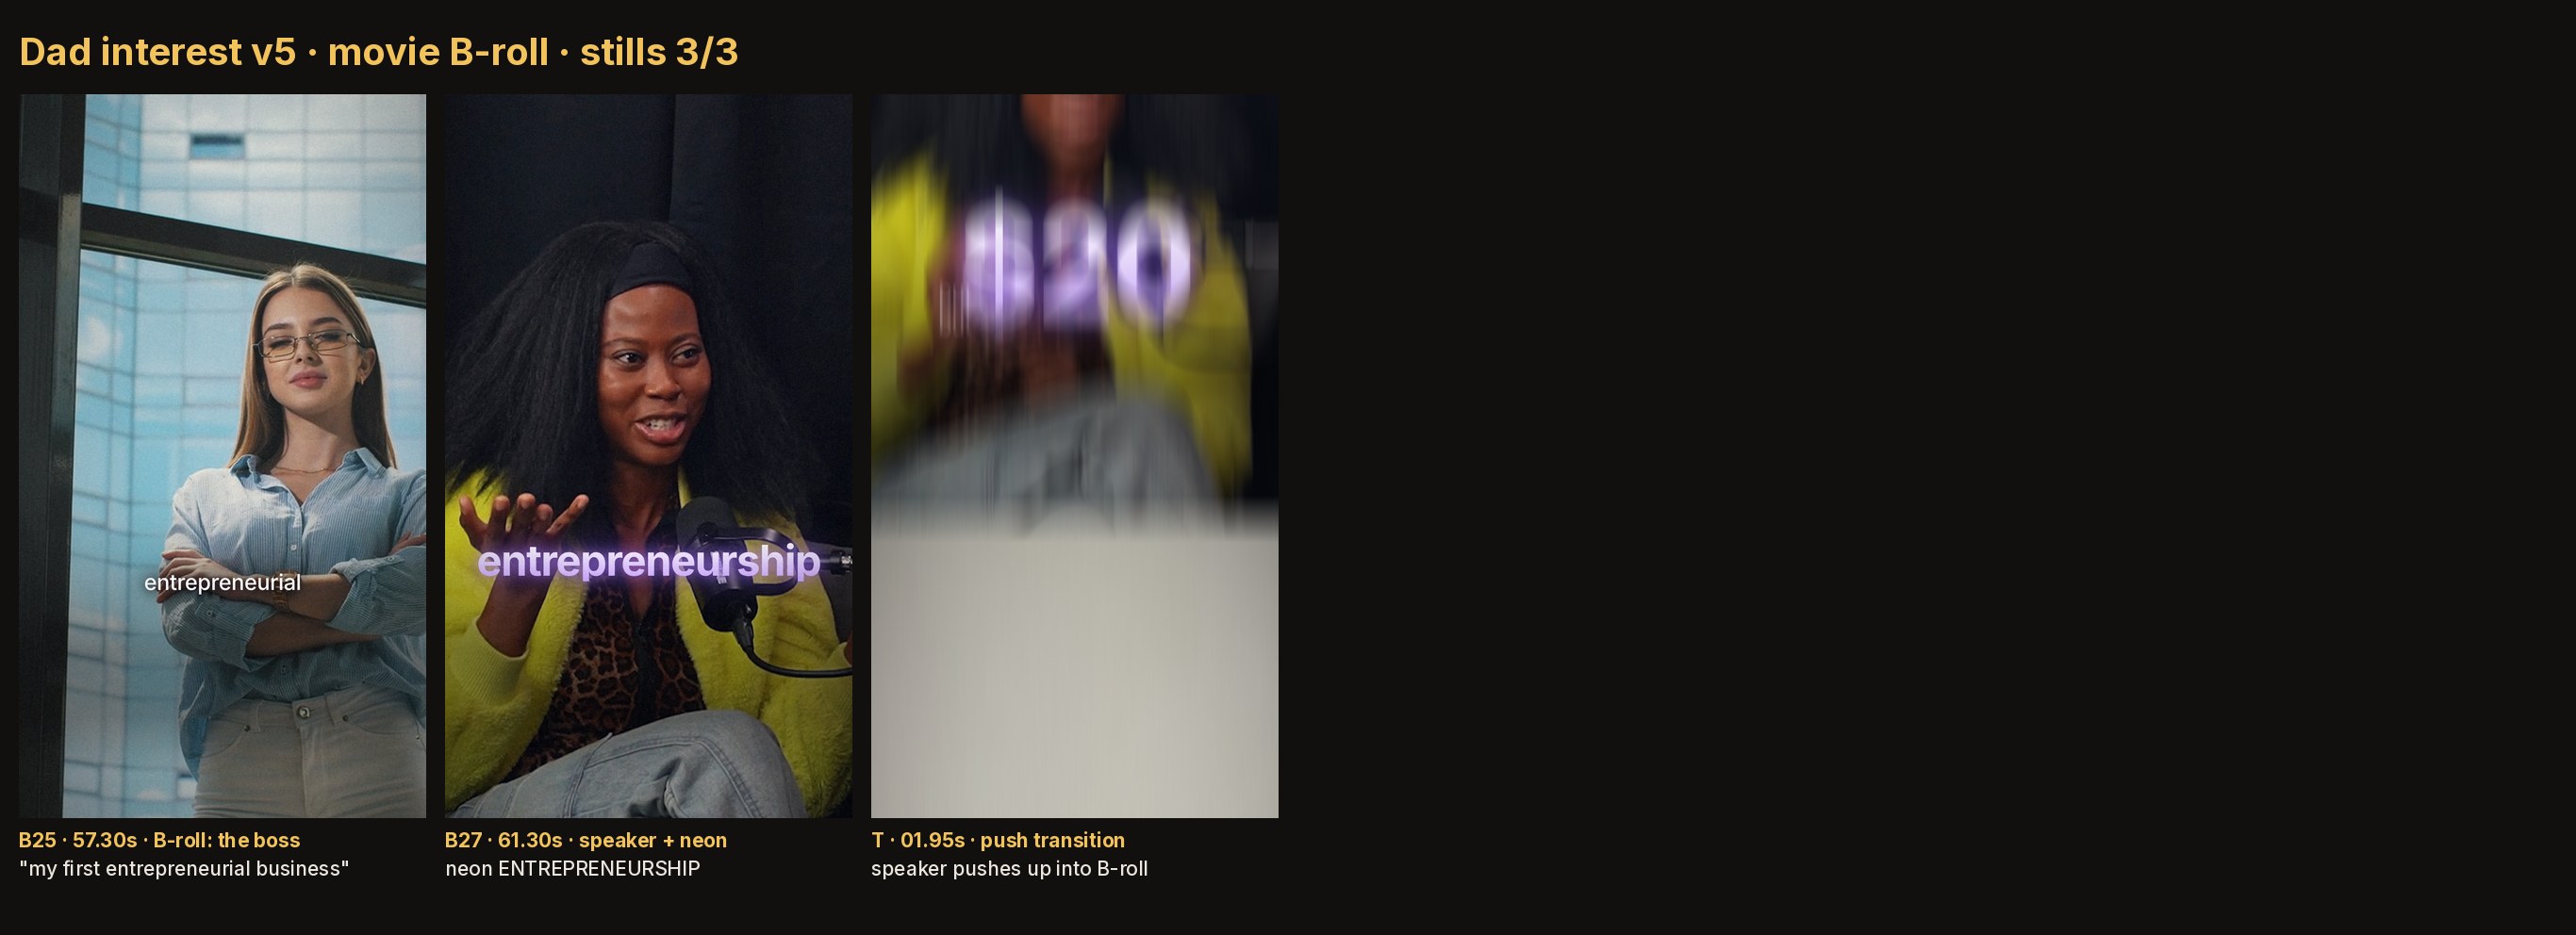 Dad interest v5 · movie B-roll · stills 3/3
entrepreneurial
entrepreneurship
$20
B25 · 57.30s · B-roll: the boss
"my first entrepreneurial business"
B27 · 61.30s · speaker + neon
neon ENTREPRENEURSHIP
T · 01.95s · push transition
speaker pushes up into B-roll